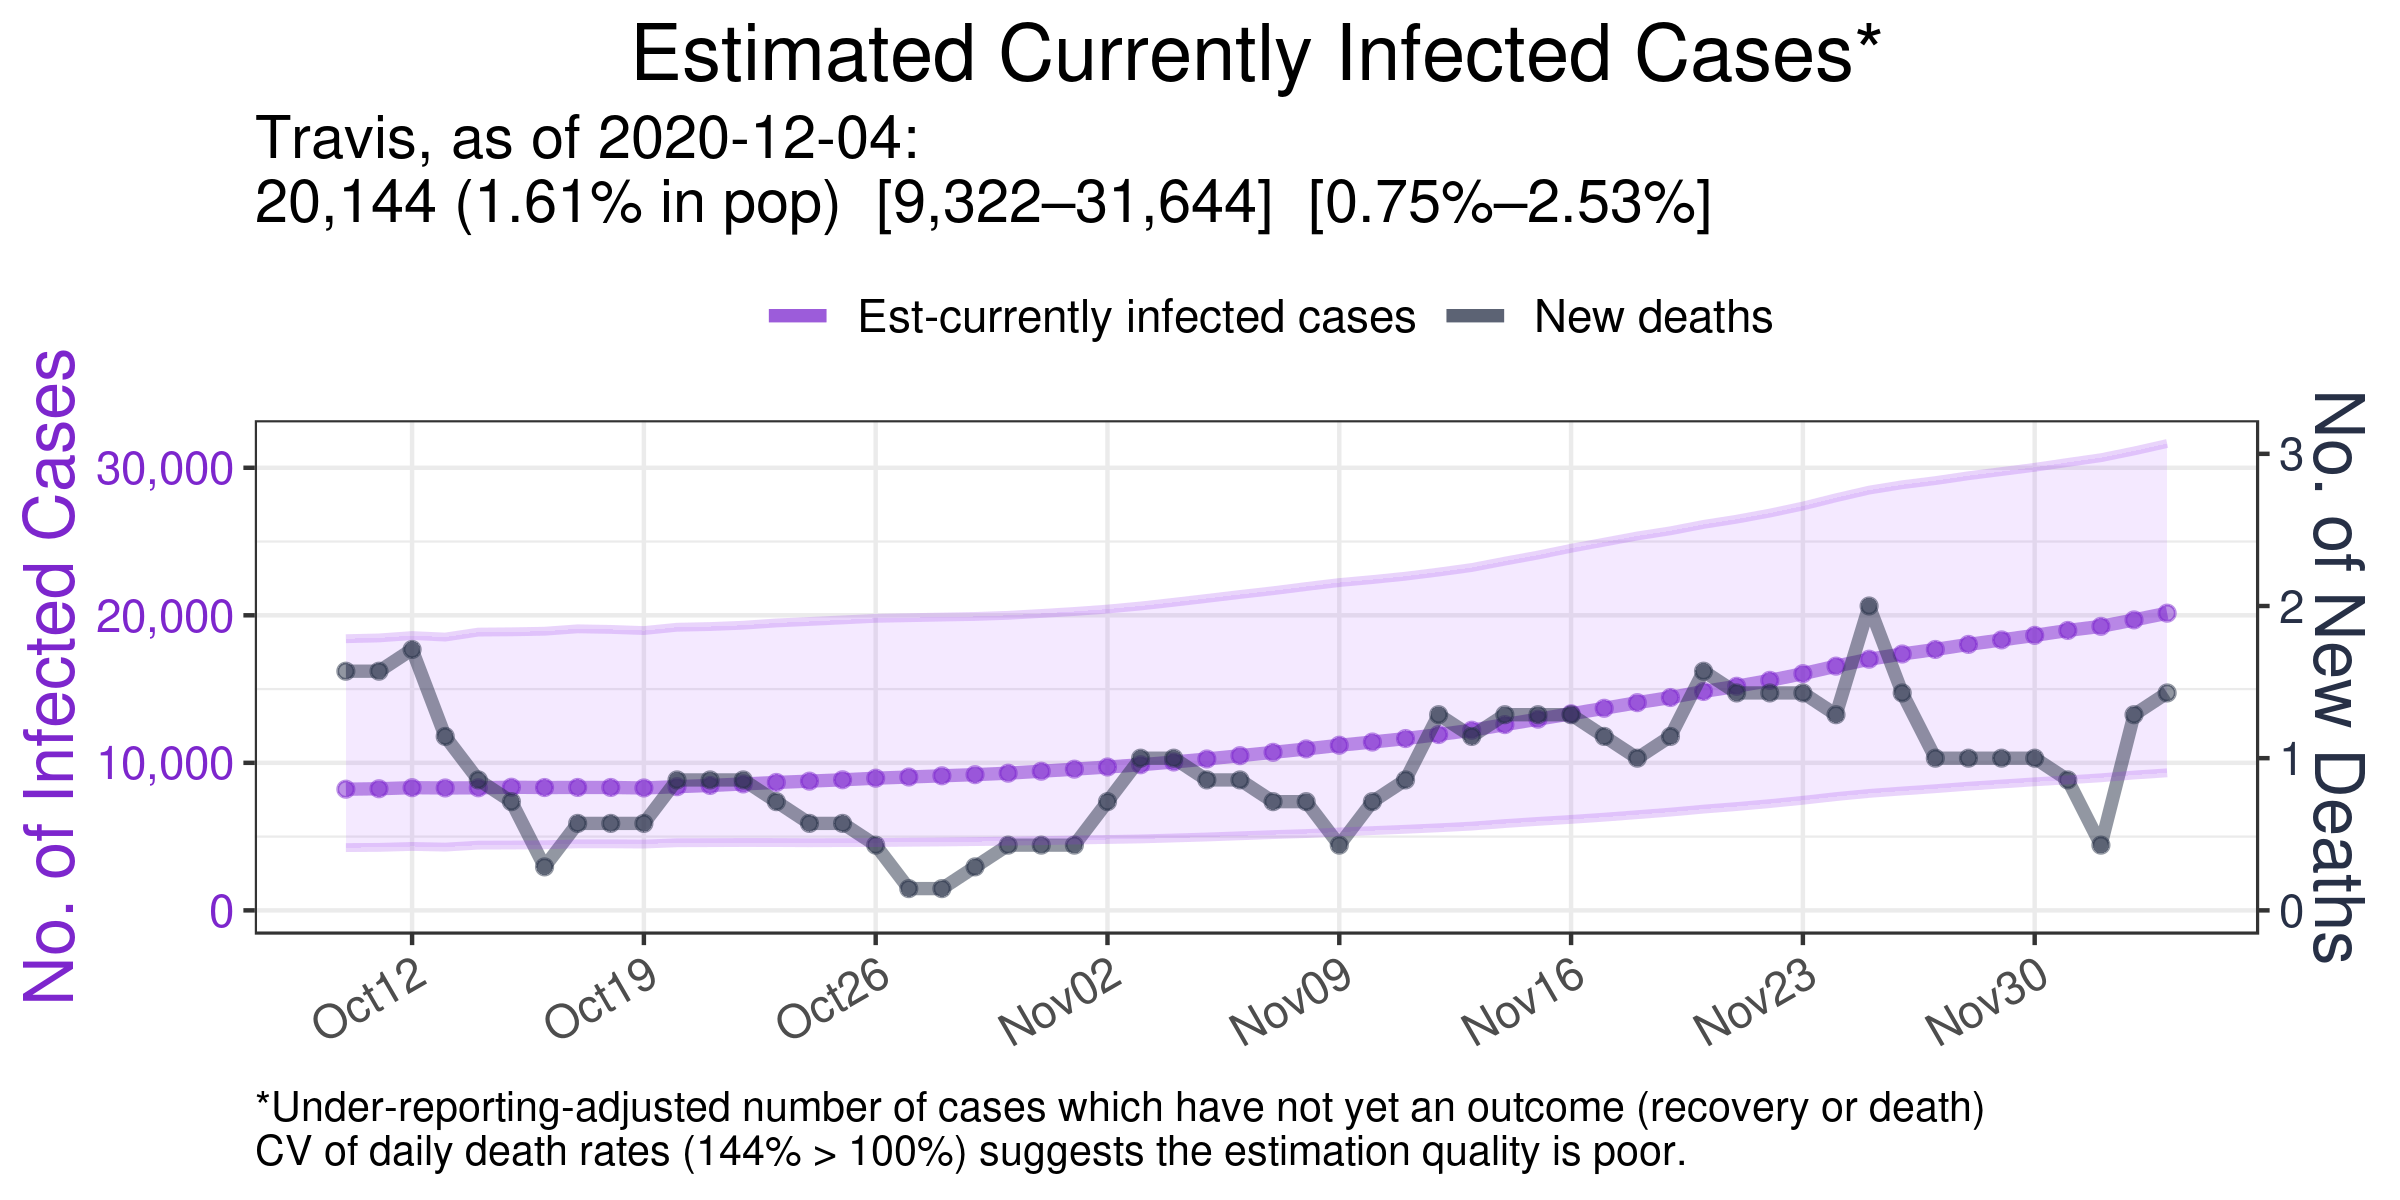 Estimated Currently Infected Cases*
Travis, as of 2020-12-04:
20,144 (1.61% in pop)  [9,322–31,644]  [0.75%–2.53%]
Est-currently infected cases
New deaths
No. of Infected Cases
30,000
20,000
10,000
0
3
2
1
0
No. of New Deaths
Oct12
Oct19
Oct26
Nov02
Nov09
Nov16
Nov23
Nov30
*Under-reporting-adjusted number of cases which have not yet an outcome (recovery or death)
CV of daily death rates (144% > 100%) suggests the estimation quality is poor.